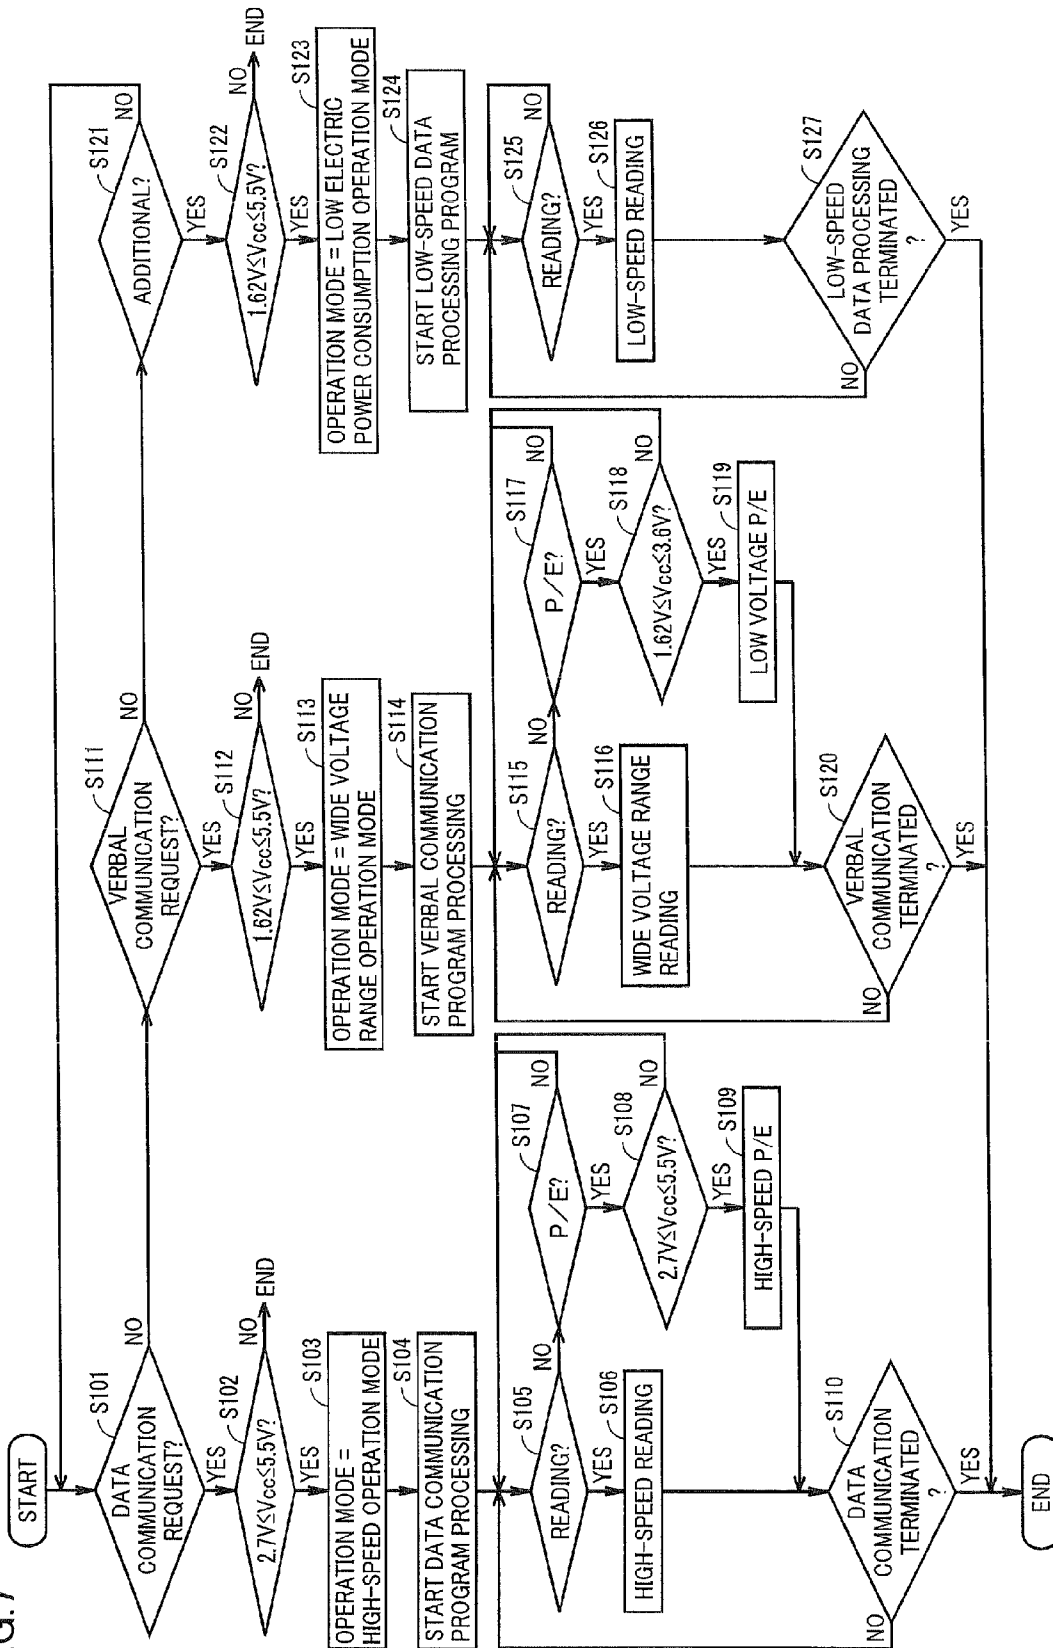 START
S101
DATA
COMMUNICATION
REQUEST?
NO
YES
S102
2.7V≤Vcc≤5.5V?
NO
END
YES
S103
OPERATION MODE =
HIGH-SPEED OPERATION MODE
S104
START DATA COMMUNICATION
PROGRAM PROCESSING
S105
READING?
NO
YES
S106
HIGH-SPEED READING
S107
P/E?
NO
YES
S108
2.7V≤Vcc≤5.5V?
NO
YES
S109
HIGH-SPEED P/E
S110
DATA
COMMUNICATION
TERMINATED
?
NO
YES
END
S111
VERBAL
COMMUNICATION
REQUEST?
NO
YES
S112
1.62V≤Vcc≤5.5V?
NO
END
YES
S113
OPERATION MODE = WIDE VOLTAGE
RANGE OPERATION MODE
S114
START VERBAL COMMUNICATION
PROGRAM PROCESSING
S115
READING?
NO
YES
S116
WIDE VOLTAGE RANGE
READING
S117
P/E?
NO
YES
S118
1.62V≤Vcc≤3.6V?
NO
YES
S119
LOW VOLTAGE P/E
S120
VERBAL
COMMUNICATION
TERMINATED
?
NO
YES
S121
ADDITIONAL?
NO
YES
S122
1.62V≤Vcc≤5.5V?
NO
END
YES
S123
OPERATION MODE = LOW ELECTRIC
POWER CONSUMPTION OPERATION MODE
S124
START LOW-SPEED DATA
PROCESSING PROGRAM
S125
READING?
NO
YES
S126
LOW-SPEED READING
S127
LOW-SPEED
DATA PROCESSING
TERMINATED
?
NO
YES